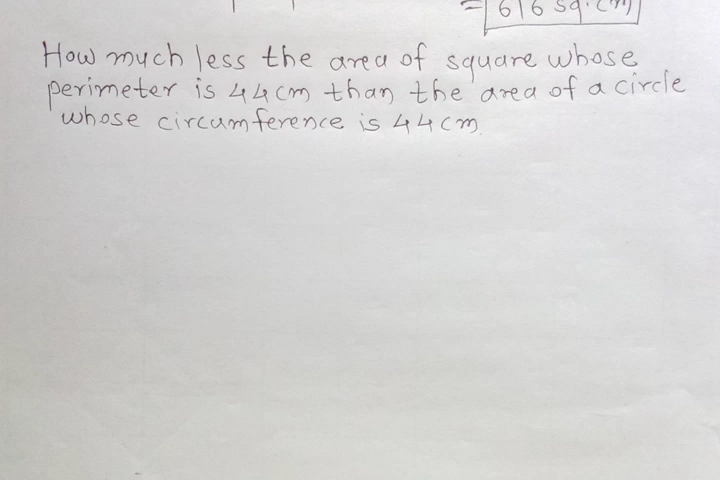 = 616 sq.cm
How much less the area of square whose
perimeter is 44cm than the area of a circle
whose circumference is 44cm.